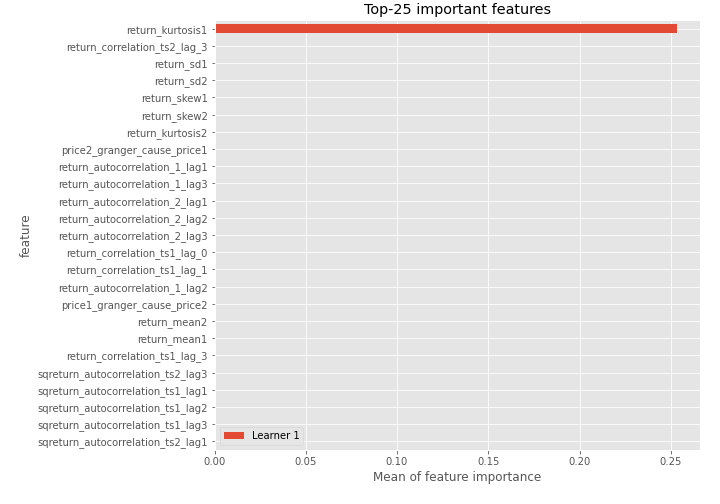 Top-25 important features
return_kurtosis1
return_correlation_ts2_lag_3
return_sd1
return_sd2
return_skew1
return_skew2
return_kurtosis2
price2_granger_cause_price1
return_autocorrelation_1_lag1
return_autocorrelation_1_lag3
return_autocorrelation_2_lag1
return_autocorrelation_2_lag2
return_autocorrelation_2_lag3
return_correlation_ts1_lag_0
return_correlation_ts1_lag_1
return_autocorrelation_1_lag2
price1_granger_cause_price2
return_mean2
return_mean1
return_correlation_ts1_lag_3
sqreturn_autocorrelation_ts2_lag3
sqreturn_autocorrelation_ts1_lag1
sqreturn_autocorrelation_ts1_lag2
sqreturn_autocorrelation_ts1_lag3
sqreturn_autocorrelation_ts2_lag1
feature
Learner 1
0.00 0.05 0.10 0.15 0.20 0.25
Mean of feature importance